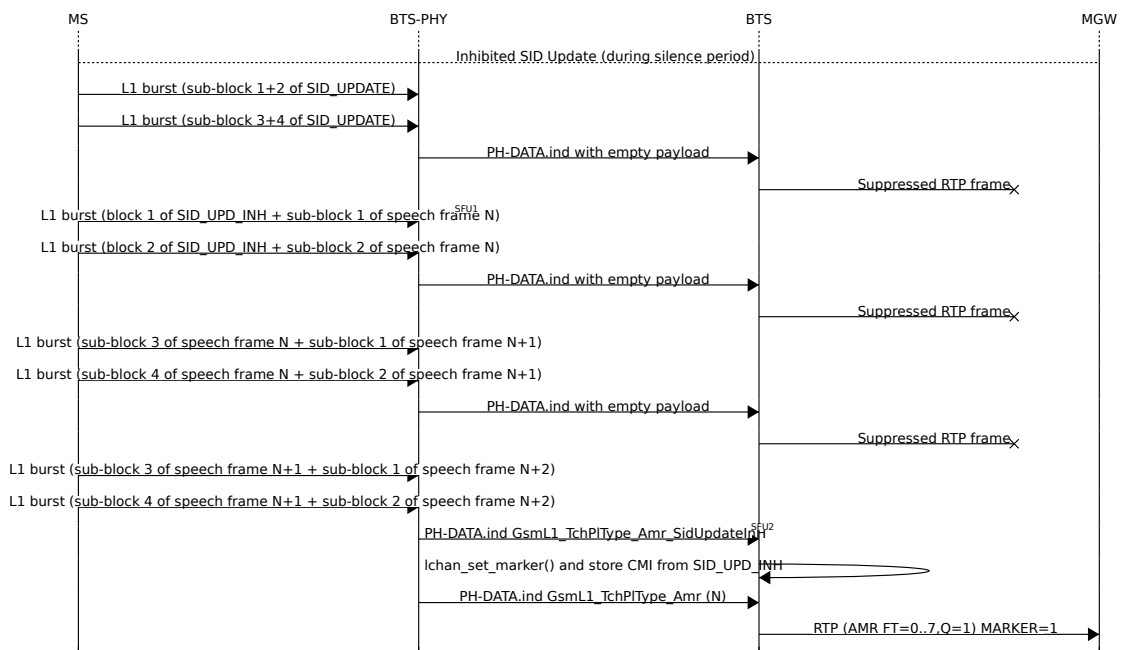 MS BTS-PHY BTS MGW
Inhibited SID Update (during silence period)
L1 burst (sub-block 1+2 of SID_UPDATE)
L1 burst (sub-block 3+4 of SID_UPDATE)
PH-DATA.ind with empty payload
Suppressed RTP frame
SFU1
L1 burst (block 1 of SID_UPD_INH + sub-block 1 of speech frame N)
L1 burst (block 2 of SID_UPD_INH + sub-block 2 of speech frame N)
PH-DATA.ind with empty payload
Suppressed RTP frame
L1 burst (sub-block 3 of speech frame N + sub-block 1 of speech frame N+1)
L1 burst (sub-block 4 of speech frame N + sub-block 2 of speech frame N+1)
PH-DATA.ind with empty payload
Suppressed RTP frame
L1 burst (sub-block 3 of speech frame N+1 + sub-block 1 of speech frame N+2)
L1 burst (sub-block 4 of speech frame N+1 + sub-block 2 of speech frame N+2)
SFU2
PH-DATA.ind GsmL1_TchPlType_Amr_SidUpdateInH
lchan_set_marker() and store CMI from SID_UPD_INH
PH-DATA.ind GsmL1_TchPlType_Amr (N)
RTP (AMR FT=0..7,Q=1) MARKER=1